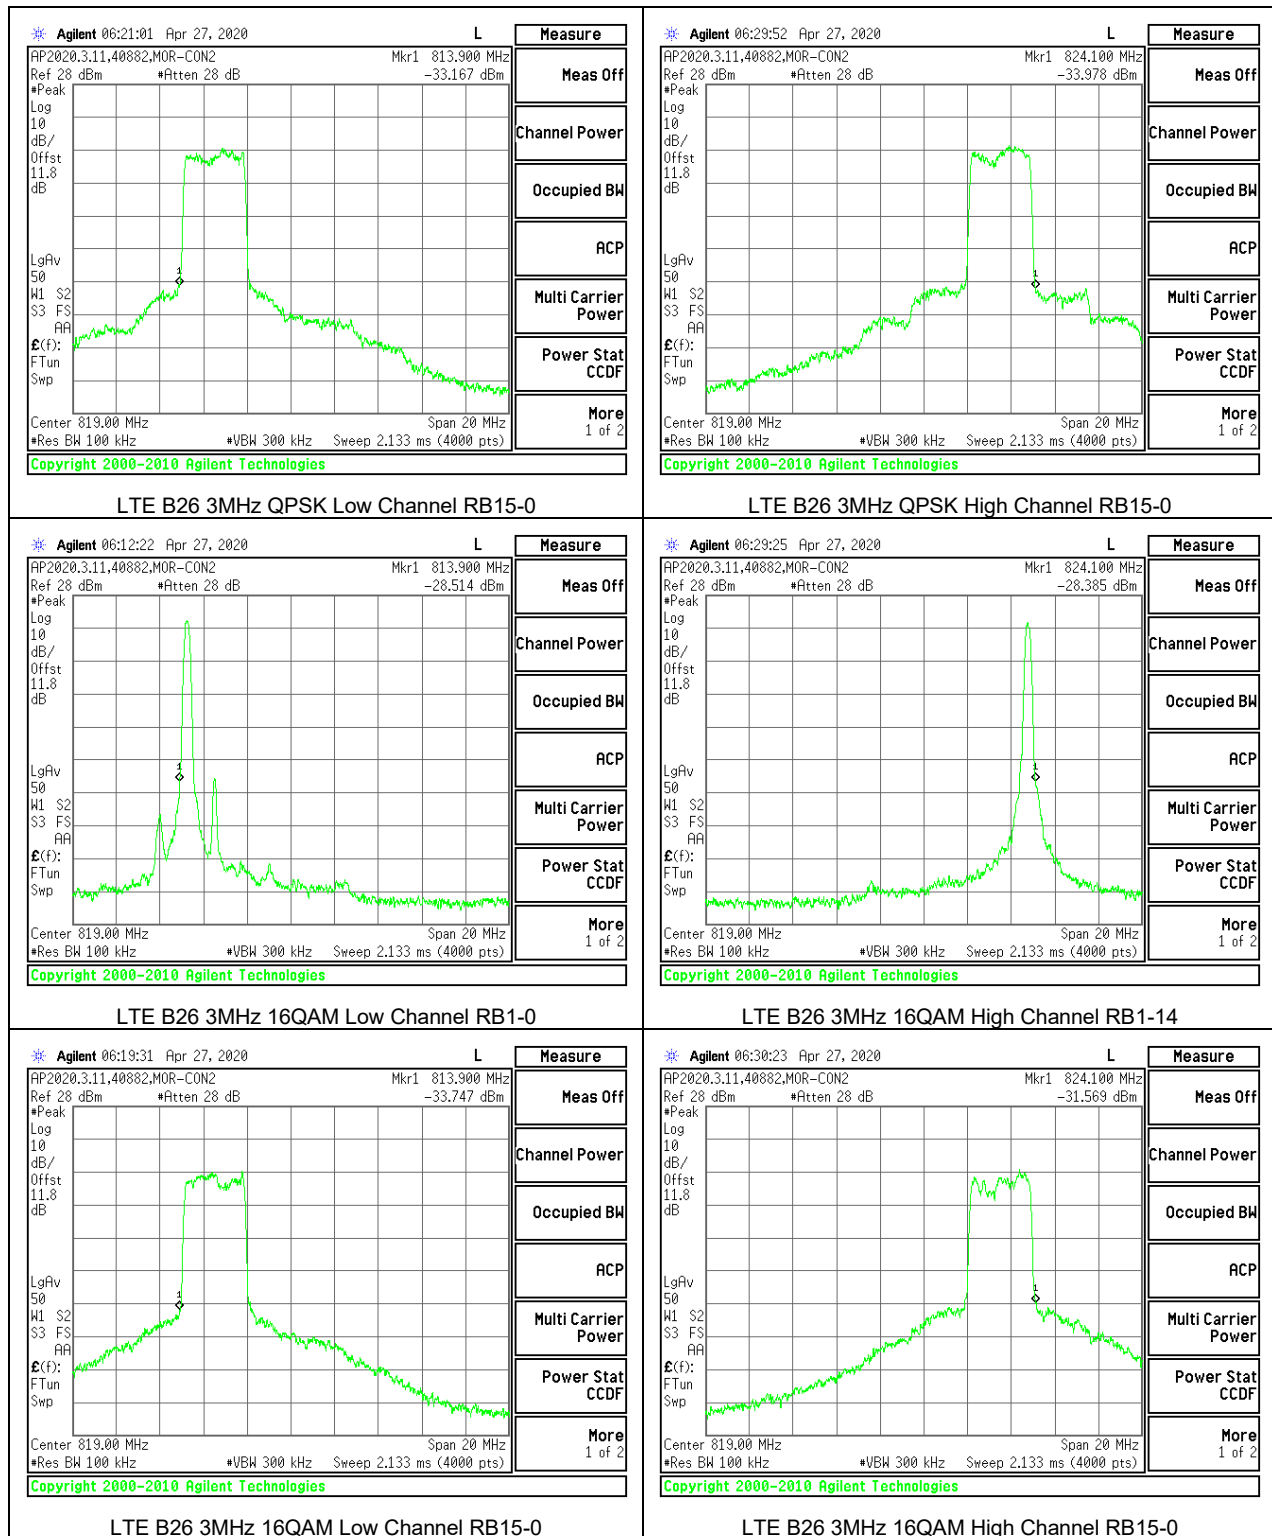 Agilent 06:21:01 Apr 27, 2020 L Measure
AP2020.3.11,40882,MOR-CON2 Mkr1 813.900 MHz
Ref 28 dBm #Atten 28 dB -33.167 dBm
Meas Off
#Peak
Log
10
dB/
Offst
11.8
dB
Channel Power
Occupied BW
ACP
LgAv
50
W1 S2
S3 FS
AA
£(f):
FTun
Swp
1
Multi Carrier
Power
Power Stat
CCDF
More
1 of 2
Center 819.00 MHz Span 20 MHz
#Res BW 100 kHz #VBW 300 kHz Sweep 2.133 ms (4000 pts)
Copyright 2000-2010 Agilent Technologies
LTE B26 3MHz QPSK Low Channel RB15-0
Agilent 06:29:52 Apr 27, 2020 L Measure
AP2020.3.11,40882,MOR-CON2 Mkr1 824.100 MHz
Ref 28 dBm #Atten 28 dB -33.978 dBm
Meas Off
#Peak
Log
10
dB/
Offst
11.8
dB
Channel Power
Occupied BW
ACP
LgAv
50
W1 S2
S3 FS
AA
£(f):
FTun
Swp
1
Multi Carrier
Power
Power Stat
CCDF
More
1 of 2
Center 819.00 MHz Span 20 MHz
#Res BW 100 kHz #VBW 300 kHz Sweep 2.133 ms (4000 pts)
Copyright 2000-2010 Agilent Technologies
LTE B26 3MHz QPSK High Channel RB15-0
Agilent 06:12:22 Apr 27, 2020 L Measure
AP2020.3.11,40882,MOR-CON2 Mkr1 813.900 MHz
Ref 28 dBm #Atten 28 dB -28.514 dBm
Meas Off
#Peak
Log
10
dB/
Offst
11.8
dB
Channel Power
Occupied BW
ACP
LgAv
50
W1 S2
S3 FS
AA
£(f):
FTun
Swp
1
Multi Carrier
Power
Power Stat
CCDF
More
1 of 2
Center 819.00 MHz Span 20 MHz
#Res BW 100 kHz #VBW 300 kHz Sweep 2.133 ms (4000 pts)
Copyright 2000-2010 Agilent Technologies
LTE B26 3MHz 16QAM Low Channel RB1-0
Agilent 06:29:25 Apr 27, 2020 L Measure
AP2020.3.11,40882,MOR-CON2 Mkr1 824.100 MHz
Ref 28 dBm #Atten 28 dB -28.385 dBm
Meas Off
#Peak
Log
10
dB/
Offst
11.8
dB
Channel Power
Occupied BW
ACP
LgAv
50
W1 S2
S3 FS
AA
£(f):
FTun
Swp
1
Multi Carrier
Power
Power Stat
CCDF
More
1 of 2
Center 819.00 MHz Span 20 MHz
#Res BW 100 kHz #VBW 300 kHz Sweep 2.133 ms (4000 pts)
Copyright 2000-2010 Agilent Technologies
LTE B26 3MHz 16QAM High Channel RB1-14
Agilent 06:19:31 Apr 27, 2020 L Measure
AP2020.3.11,40882,MOR-CON2 Mkr1 813.900 MHz
Ref 28 dBm #Atten 28 dB -33.747 dBm
Meas Off
#Peak
Log
10
dB/
Offst
11.8
dB
Channel Power
Occupied BW
ACP
LgAv
50
W1 S2
S3 FS
AA
£(f):
FTun
Swp
1
Multi Carrier
Power
Power Stat
CCDF
More
1 of 2
Center 819.00 MHz Span 20 MHz
#Res BW 100 kHz #VBW 300 kHz Sweep 2.133 ms (4000 pts)
Copyright 2000-2010 Agilent Technologies
LTE B26 3MHz 16QAM Low Channel RB15-0
Agilent 06:30:23 Apr 27, 2020 L Measure
AP2020.3.11,40882,MOR-CON2 Mkr1 824.100 MHz
Ref 28 dBm #Atten 28 dB -31.569 dBm
Meas Off
#Peak
Log
10
dB/
Offst
11.8
dB
Channel Power
Occupied BW
ACP
LgAv
50
W1 S2
S3 FS
AA
£(f):
FTun
Swp
1
Multi Carrier
Power
Power Stat
CCDF
More
1 of 2
Center 819.00 MHz Span 20 MHz
#Res BW 100 kHz #VBW 300 kHz Sweep 2.133 ms (4000 pts)
Copyright 2000-2010 Agilent Technologies
LTE B26 3MHz 16QAM High Channel RB15-0